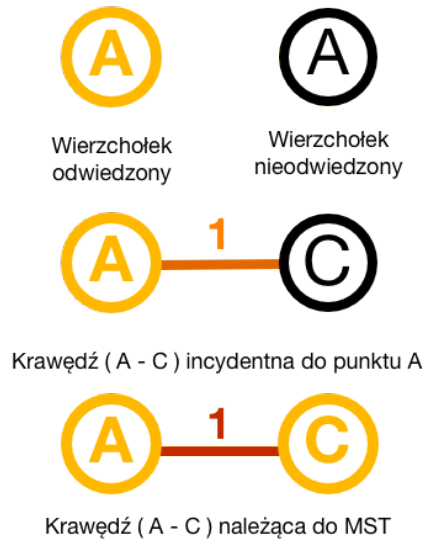 A A
Wierzchołek Wierzchołek
odwiedzony nieodwiedzony
1
A C
Krawędź ( A - C ) incydentna do punktu A
1
A C
Krawędź ( A - C ) należąca do MST